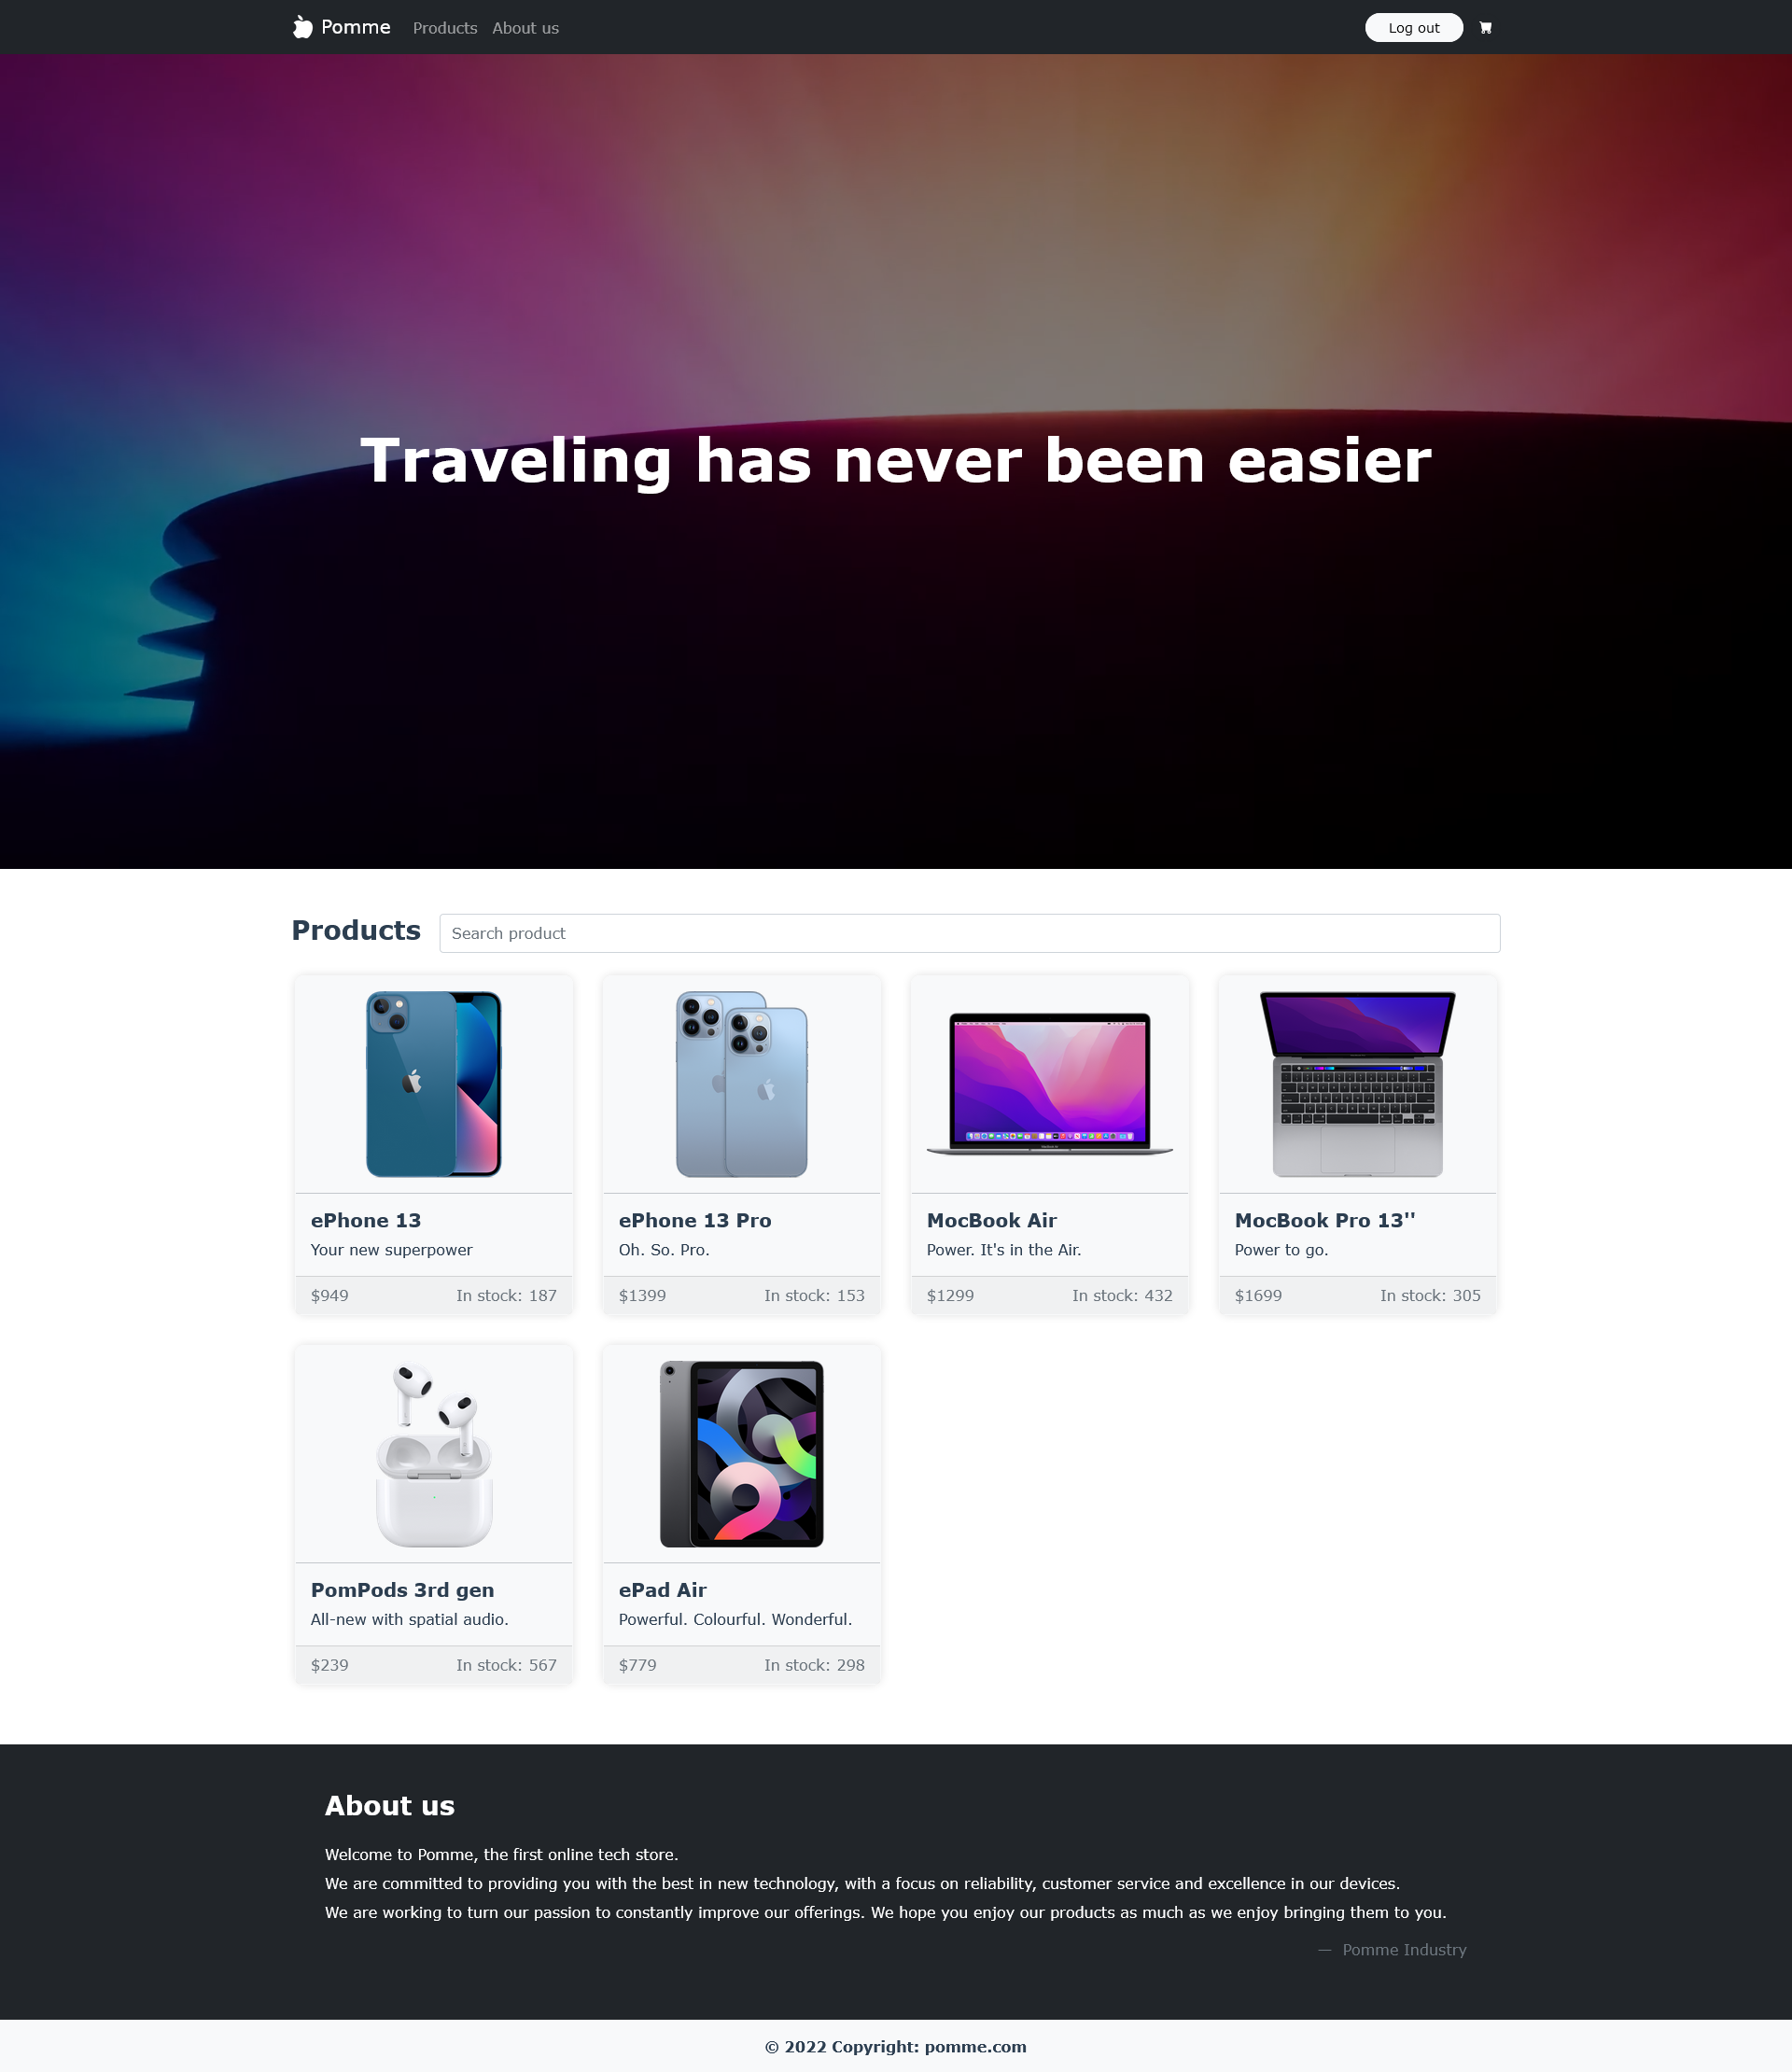 Pomme Products About us Log out
Traveling has never been easier
Products Search product
ePhone 13
Your new superpower
$949 In stock: 187
ePhone 13 Pro
Oh. So. Pro.
$1399 In stock: 153
MocBook Air
Power. It's in the Air.
$1299 In stock: 432
MocBook Pro 13''
Power to go.
$1699 In stock: 305
PomPods 3rd gen
All-new with spatial audio.
$239 In stock: 567
ePad Air
Powerful. Colourful. Wonderful.
$779 In stock: 298
About us
Welcome to Pomme, the first online tech store.
We are committed to providing you with the best in new technology, with a focus on reliability, customer service and excellence in our devices.
We are working to turn our passion to constantly improve our offerings. We hope you enjoy our products as much as we enjoy bringing them to you.
— Pomme Industry
© 2022 Copyright: pomme.com